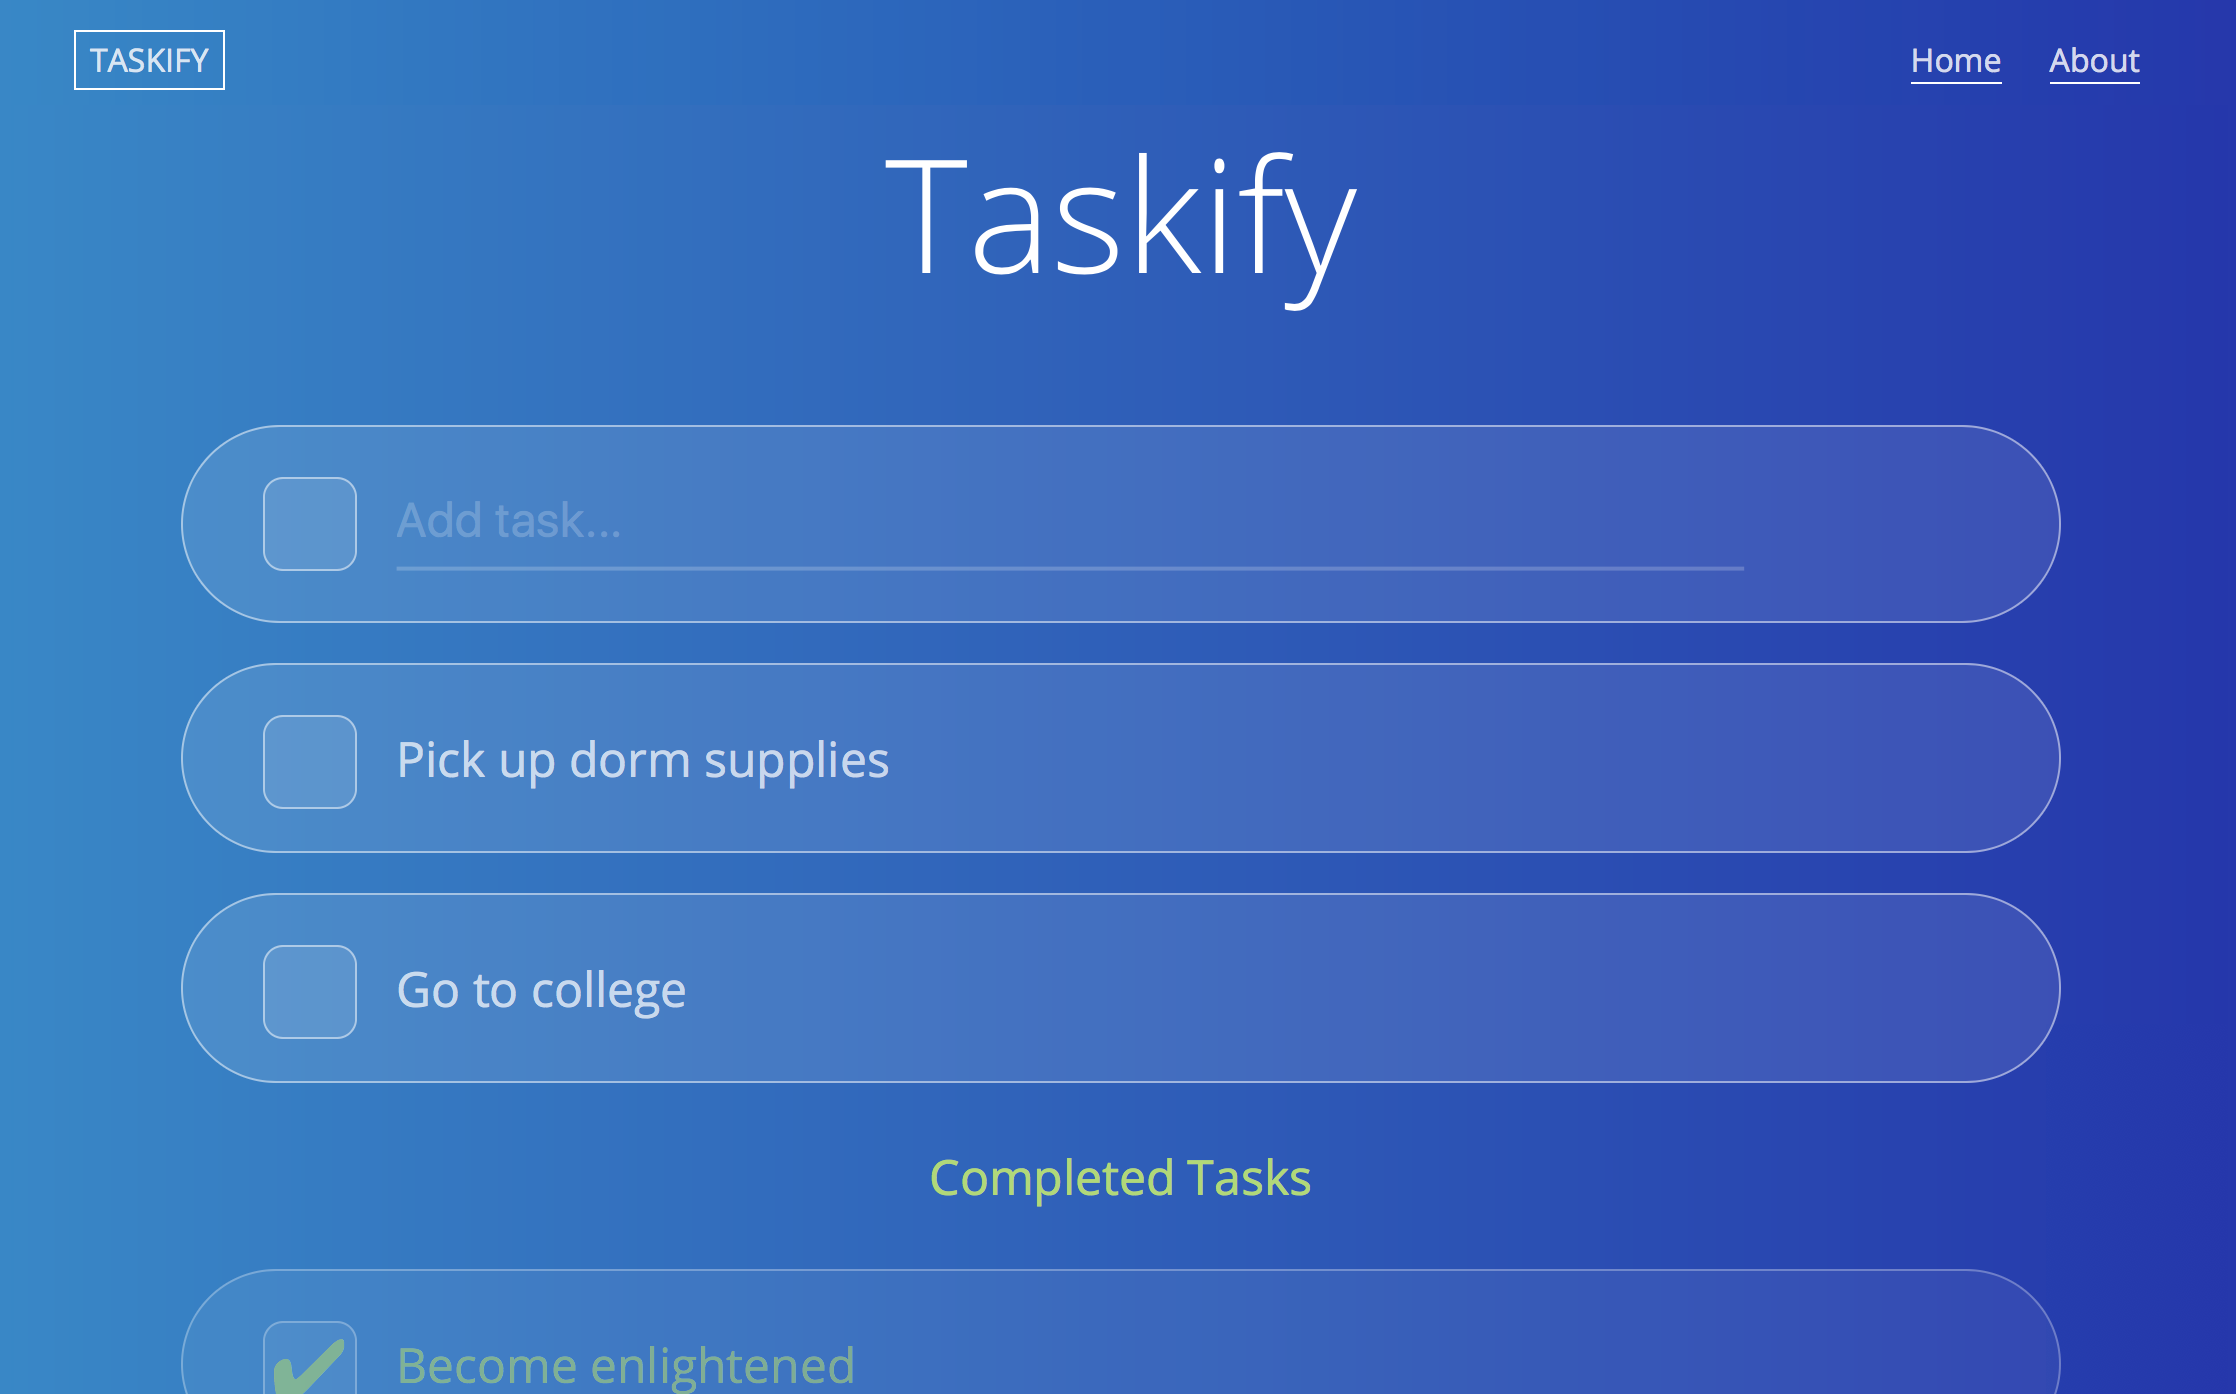 TASKIFY
Home About
Taskify
Add task...
Pick up dorm supplies
Go to college
Completed Tasks
Become enlightened